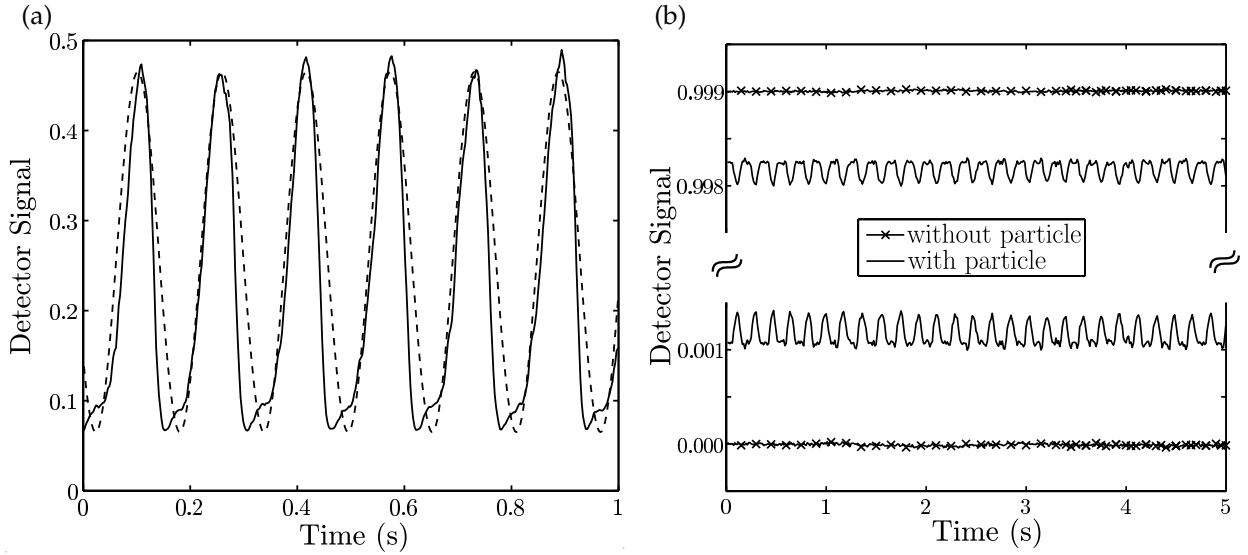 (a)
Detector Signal
0.5
0.4
0.3
0.2
0.1
0
0 0.2 0.4 0.6 0.8 1
Time (s)
(b)
Detector Signal
0.999
0.998
without particle
with particle
0.001
0.000
0 1 2 3 4 5
Time (s)